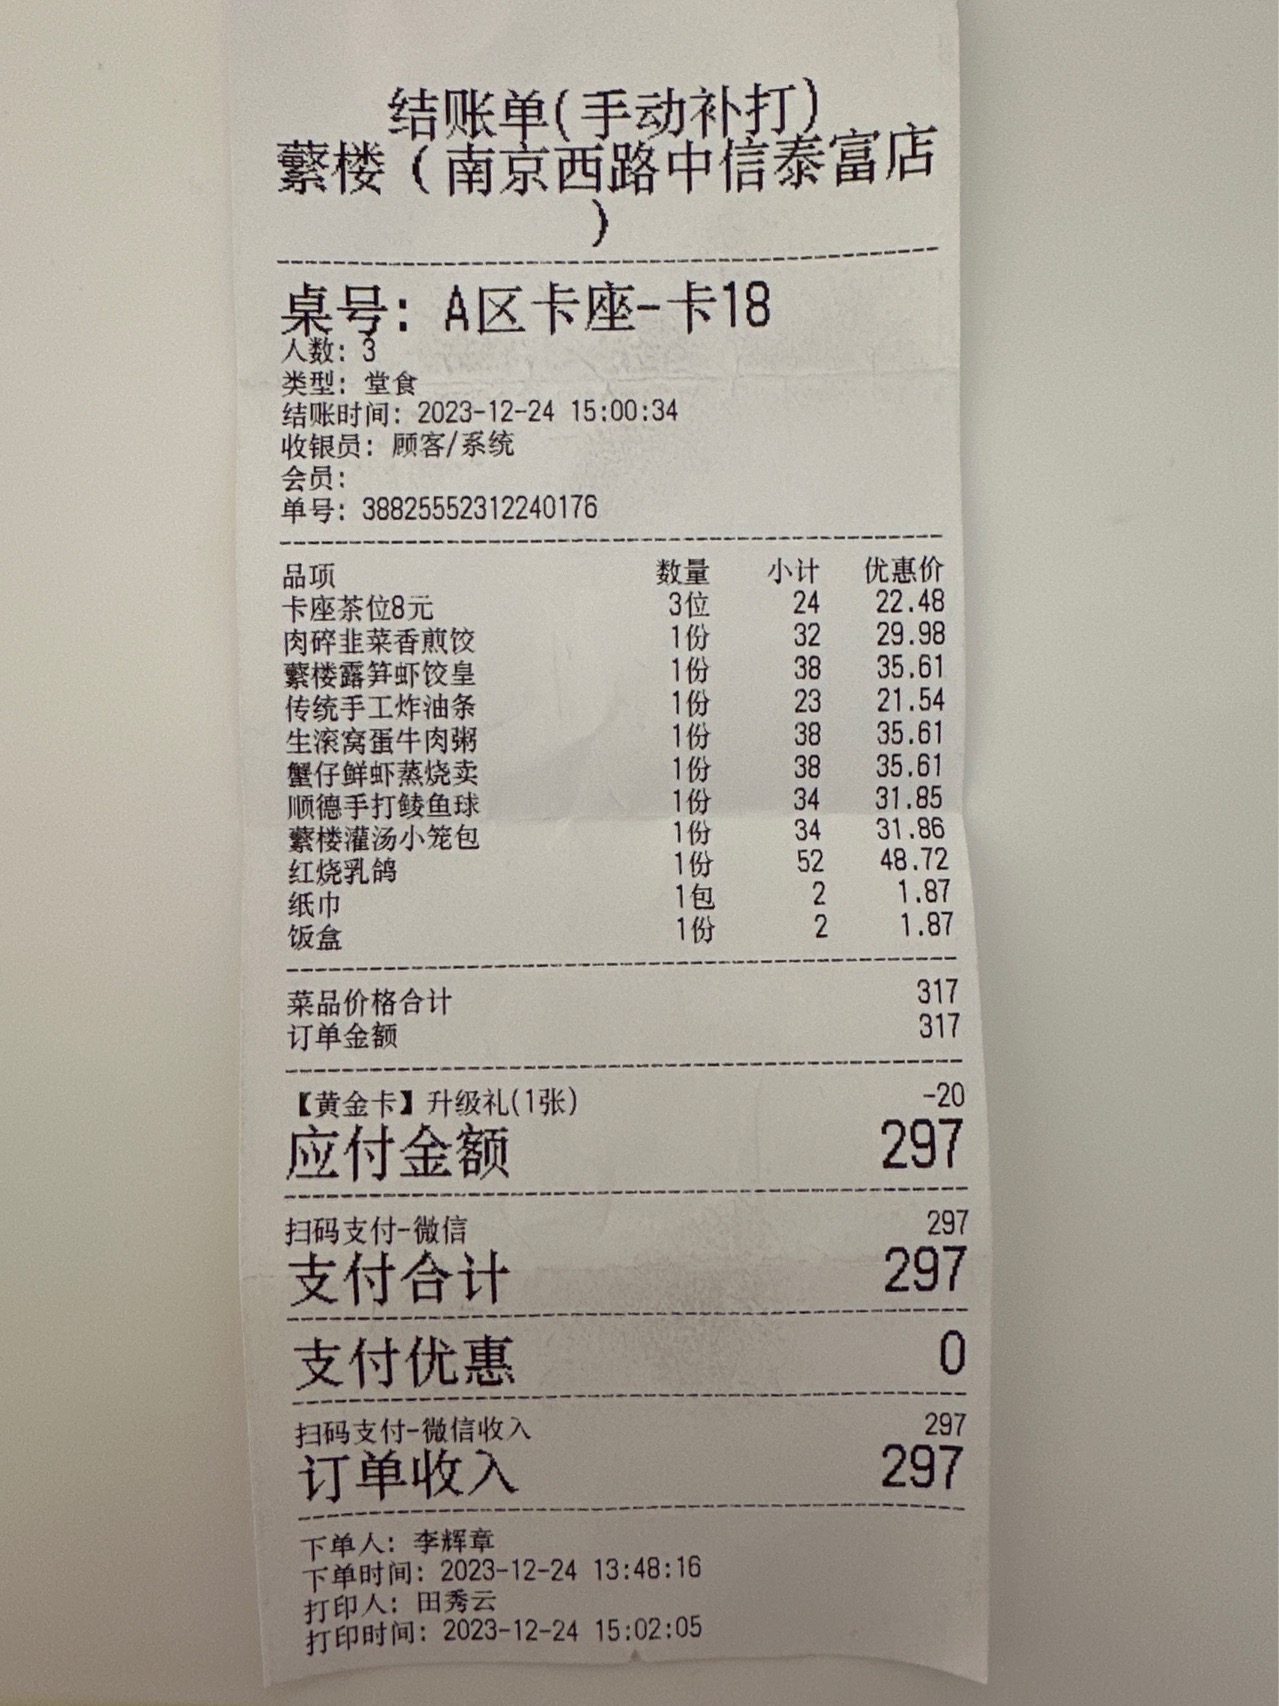 结账单(手动补打)
蘩楼（南京西路中信泰富店
）
桌号: A区卡座-卡18
人数: 3
类型: 堂食
结账时间: 2023-12-24 15:00:34
收银员: 顾客/系统
会员:
单号: 38825552312240176
品项 数量 小计 优惠价
卡座茶位8元 3位 24 22.48
肉碎韭菜香煎饺 1份 32 29.98
蘩楼露笋虾饺皇 1份 38 35.61
传统手工炸油条 1份 23 21.54
生滚窝蛋牛肉粥 1份 38 35.61
蟹仔鲜虾蒸烧卖 1份 38 35.61
顺德手打鲮鱼球 1份 34 31.85
蘩楼灌汤小笼包 1份 34 31.86
红烧乳鸽 1份 52 48.72
纸巾 1包 2 1.87
饭盒 1份 2 1.87
菜品价格合计 317
订单金额 317
【黄金卡】升级礼(1张) -20
应付金额 297
扫码支付-微信 297
支付合计 297
支付优惠 0
扫码支付-微信收入 297
订单收入 297
下单人: 李辉章
下单时间: 2023-12-24 13:48:16
打印人: 田秀云
打印时间: 2023-12-24 15:02:05